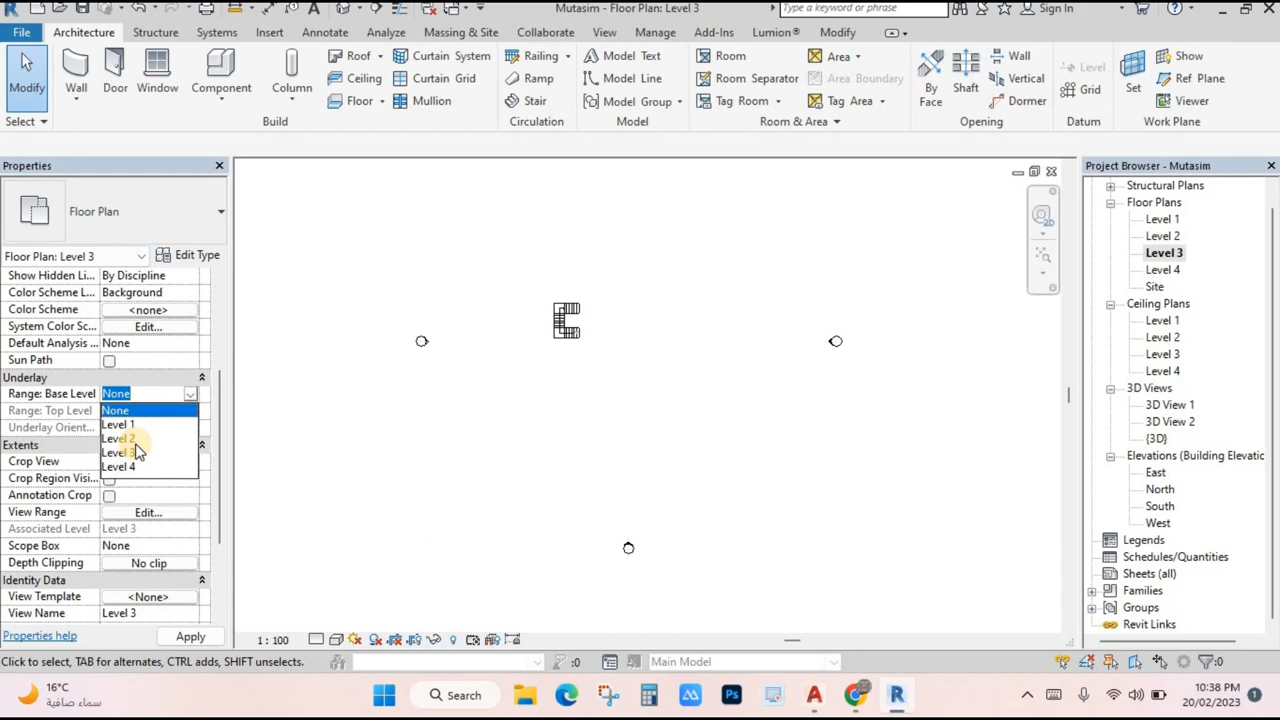 Mutasim - Floor Plan: Level 3
Type a keyword or phrase
Sign In
File Architecture Structure Systems Insert Annotate Analyze Massing & Site Collaborate View Manage Add-Ins Lumion® Modify
Modify
Wall
Door
Window
Component
Column
Roof
Ceiling
Floor
Curtain System
Curtain Grid
Mullion
Railing
Ramp
Stair
Model Text
Model Line
Model Group
Room
Room Separator
Tag Room
Area
Area Boundary
Tag Area
By
Face
Shaft
Wall
Vertical
Dormer
Level
Grid
Set
Show
Ref Plane
Viewer
Select
Build
Circulation
Model
Room & Area
Opening
Datum
Work Plane
Properties
Floor Plan
Floor Plan: Level 3
Edit Type
Show Hidden Li... By Discipline
Color Scheme L... Background
Color Scheme <none>
System Color Sc... Edit...
Default Analysis ... None
Sun Path
Underlay
Range: Base Level None
Range: Top Level None
Underlay Orient... Level 1
Level 2
Extents
Crop View Level 3
Level 4
Crop Region Visi...
Annotation Crop
View Range Edit...
Associated Level Level 3
Scope Box None
Depth Clipping No clip
Identity Data
View Template <None>
View Name Level 3
Properties help
Apply
2D
1 : 100
Project Browser - Mutasim
Structural Plans
Floor Plans
Level 1
Level 2
Level 3
Level 4
Site
Ceiling Plans
Level 1
Level 2
Level 3
Level 4
3D Views
3D View 1
3D View 2
{3D}
Elevations (Building Elevatic
East
North
South
West
Legends
Schedules/Quantities
Sheets (all)
Families
Groups
Revit Links
Click to select, TAB for alternates, CTRL adds, SHIFT unselects.
:0
Main Model
:0
16°C
سماء صافية
Search
Ps
10:38 PM
20/02/2023
1